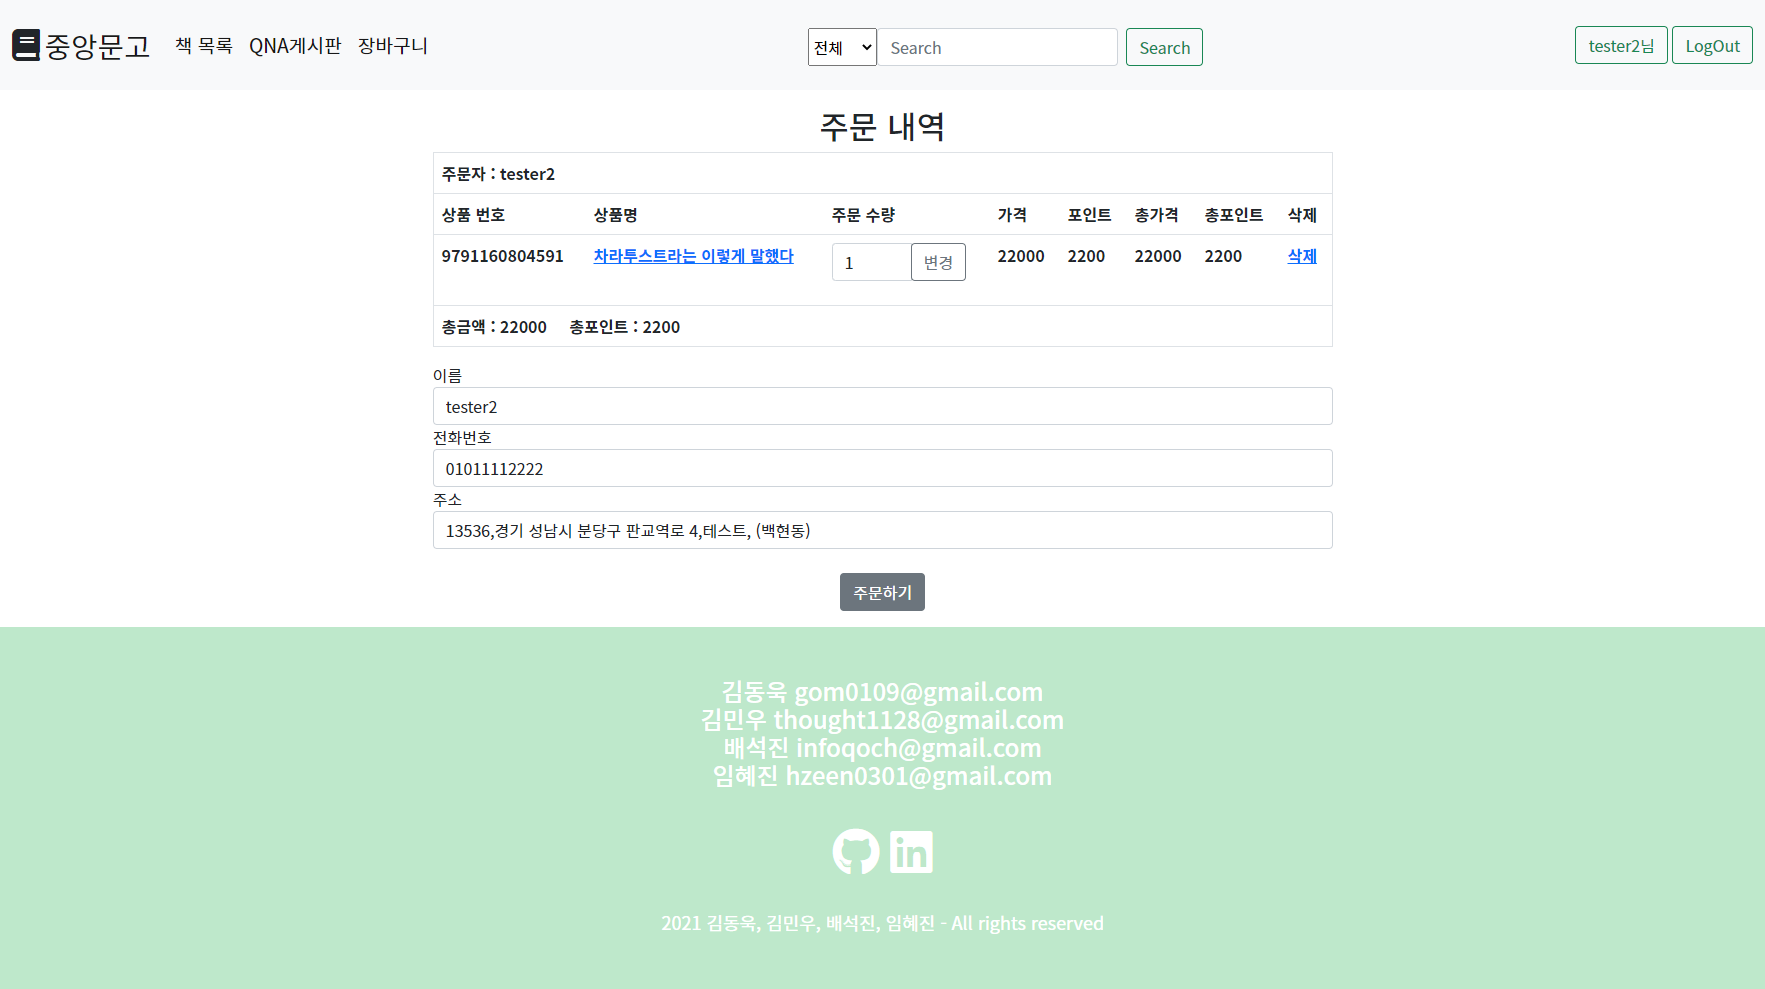 중앙문고 책 목록 QNA게시판 장바구니 전체 Search Search tester2님 LogOut
주문 내역
주문자 : tester2
상품 번호 상품명 주문 수량 가격 포인트 총가격 총포인트 삭제
9791160804591 차라투스트라는 이렇게 말했다 1 변경 22000 2200 22000 2200 삭제
총금액 : 22000 총포인트 : 2200
이름
tester2
전화번호
01011112222
주소
13536,경기 성남시 분당구 판교역로 4,테스트, (백현동)
주문하기
김동욱 gom0109@gmail.com
김민우 thought1128@gmail.com
배석진 infoqoch@gmail.com
임혜진 hzeen0301@gmail.com
in
2021 김동욱, 김민우, 배석진, 임혜진 - All rights reserved